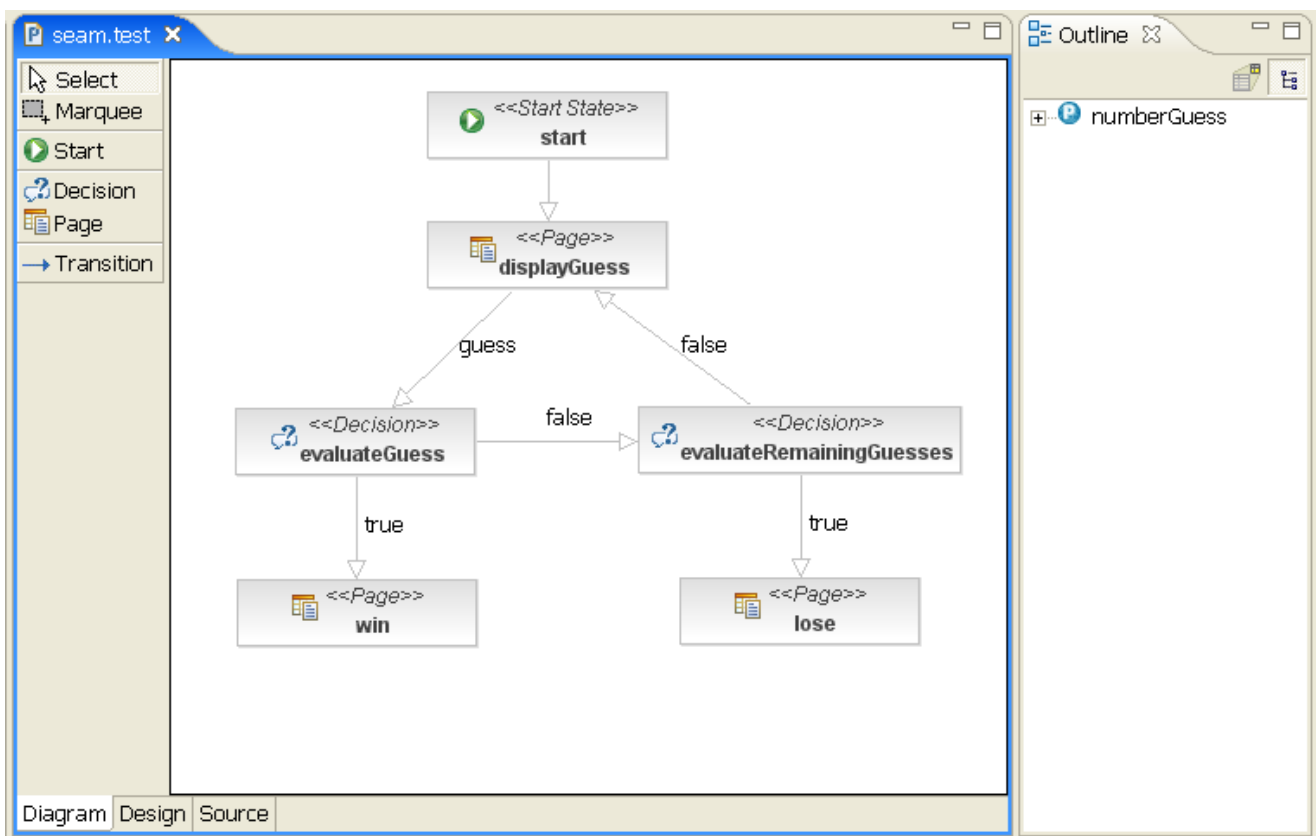 seam.test
Outline
Select
Marquee
Start
Decision
Page
Transition
<<Start State>>
start
<<Page>>
displayGuess
guess
false
<<Decision>>
evaluateGuess
false
<<Decision>>
evaluateRemainingGuesses
true
true
<<Page>>
win
<<Page>>
lose
numberGuess
Diagram
Design
Source